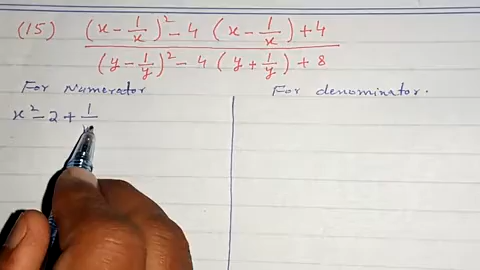 (15) (x - 1/x)² - 4 (x - 1/x) + 4
(y - 1/y)² - 4 (y + 1/y) + 8
For Numerator
For denominator.
x² - 2 + 1/